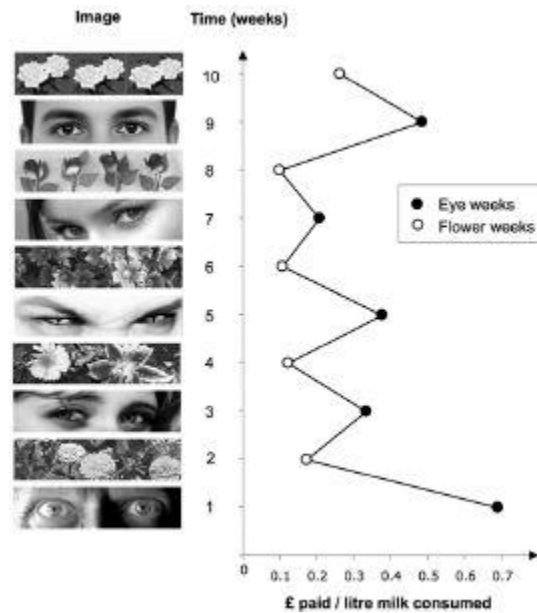 Image Time (weeks)
10
9
8
7
6
5
4
3
2
1
Eye weeks
Flower weeks
0 0.1 0.2 0.3 0.4 0.5 0.6 0.7
£ paid / litre milk consumed